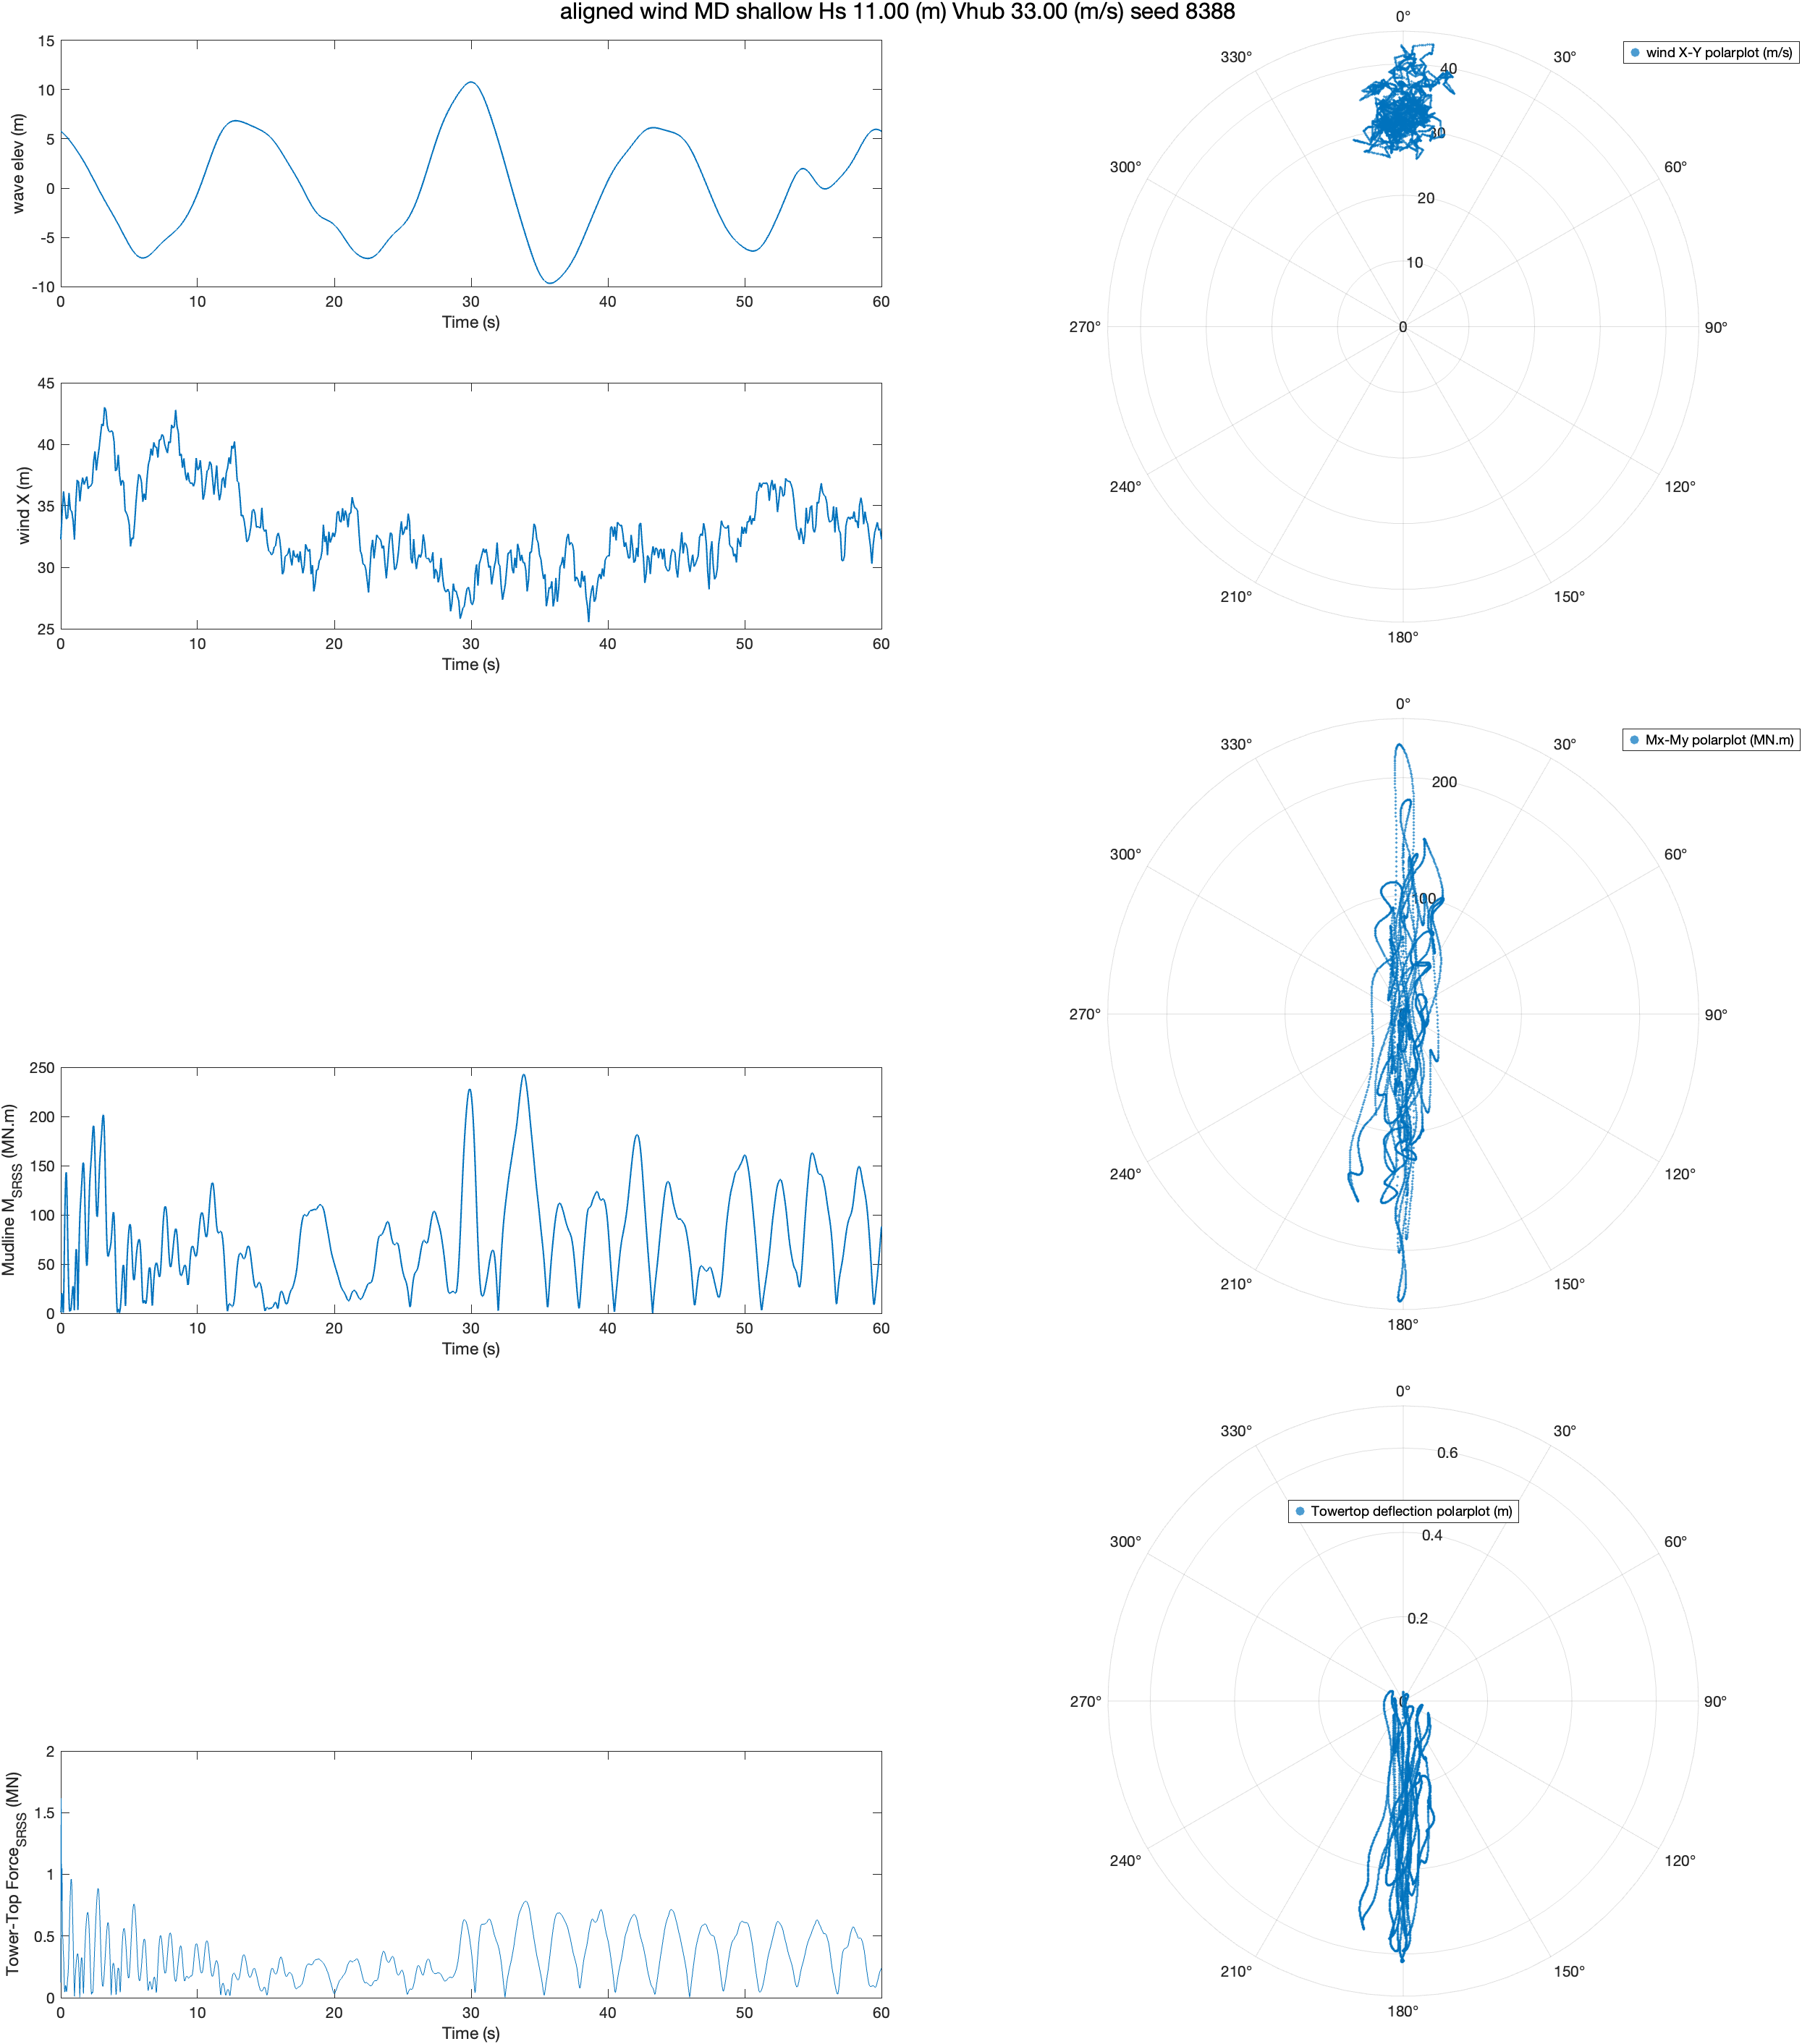 aligned wind MD shallow Hs 11.00 (m) Vhub 33.00 (m/s) seed 8388
15
10
5
0
-5
-10
wave elev (m)
0 10 20 30 40 50 60
Time (s)
45
40
35
30
25
wind X (m)
0 10 20 30 40 50 60
Time (s)
0°
330° 30°
wind X-Y polarplot (m/s)
40
30
300° 60°
20
10
270° 0 90°
240° 120°
210° 150°
180°
250
200
150
100
50
0
Mudline M_SRSS (MN.m)
0 10 20 30 40 50 60
Time (s)
0°
330° 30°
Mx-My polarplot (MN.m)
200
300° 60°
100
270° 90°
240° 120°
210° 150°
180°
2
1.5
1
0.5
0
Tower-Top Force_SRSS (MN)
0 10 20 30 40 50 60
Time (s)
0°
330° 30°
0.6
Towertop deflection polarplot (m)
0.4
300° 60°
0.2
270° 0 90°
240° 120°
210° 150°
180°